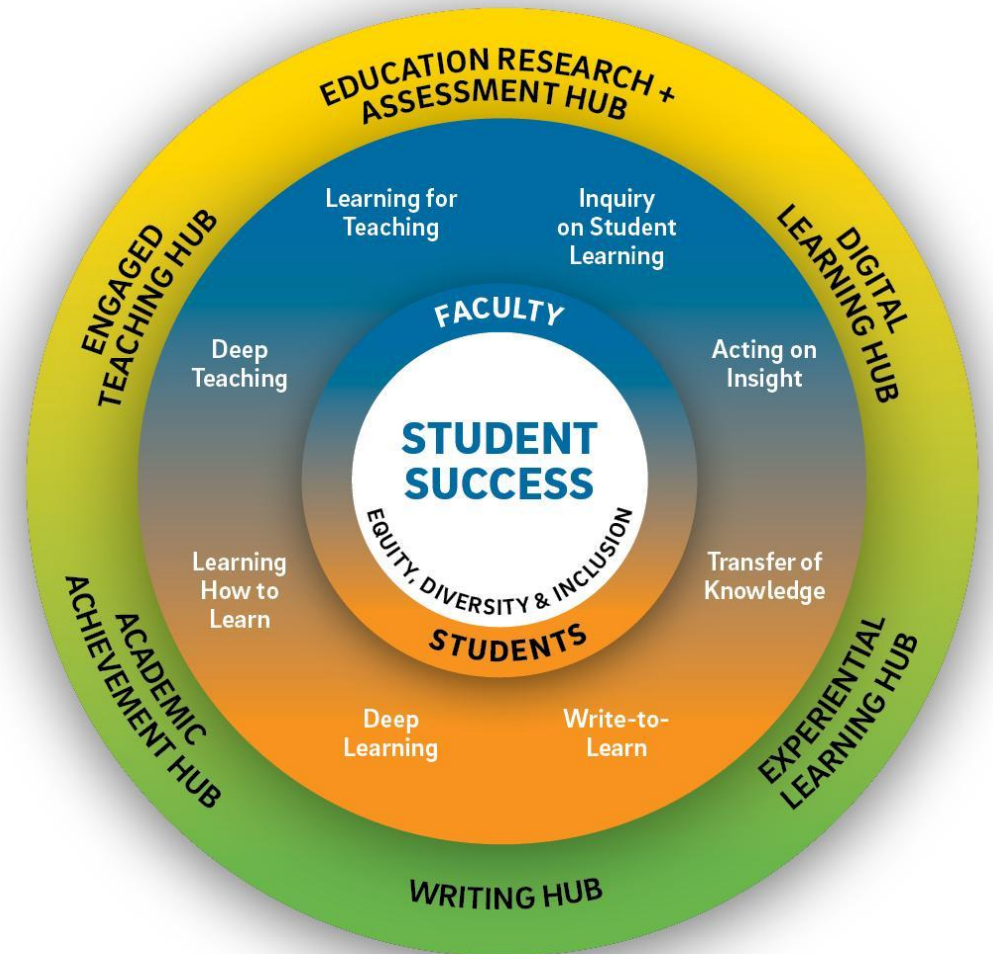 EDUCATION RESEARCH +
ASSESSMENT HUB
ENGAGED
TEACHING HUB
DIGITAL
LEARNING HUB
Learning for
Teaching
Inquiry
on Student
Learning
Deep
Teaching
Acting on
Insight
FACULTY
STUDENT
SUCCESS
EQUITY, DIVERSITY & INCLUSION
STUDENTS
Learning
How to
Learn
Transfer of
Knowledge
Deep
Learning
Write-to-
Learn
ACADEMIC
ACHIEVEMENT HUB
EXPERIENTIAL
LEARNING HUB
WRITING HUB